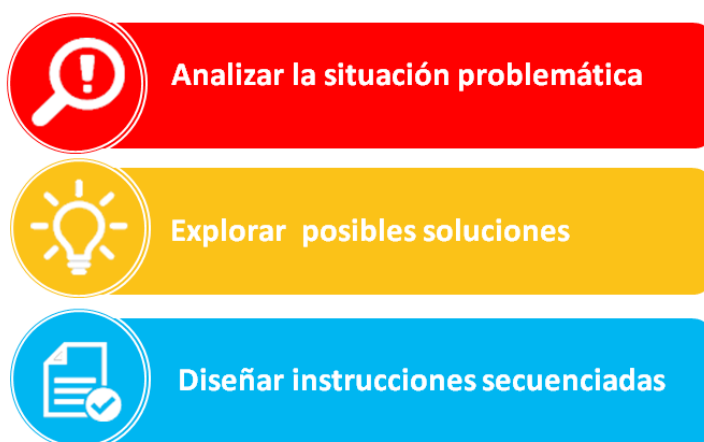 Analizar la situación problemática
Explorar posibles soluciones
Diseñar instrucciones secuenciadas